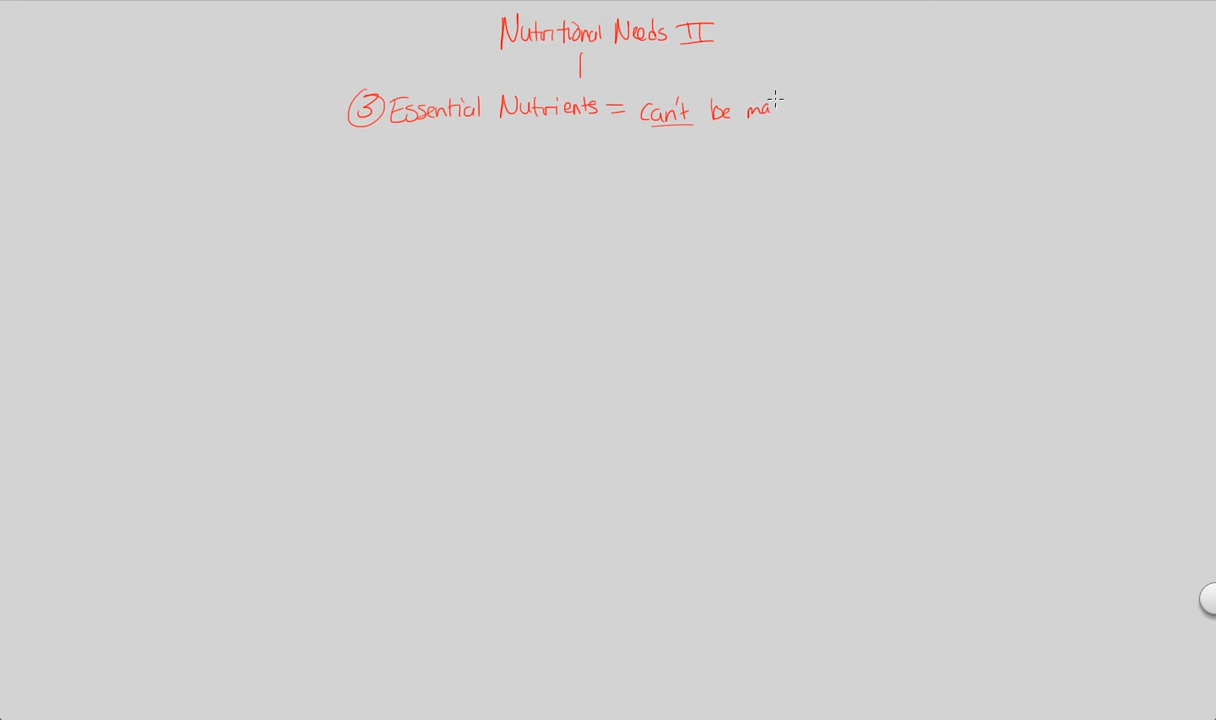 Nutritional Needs II
③ Essential Nutrients = can't be ma